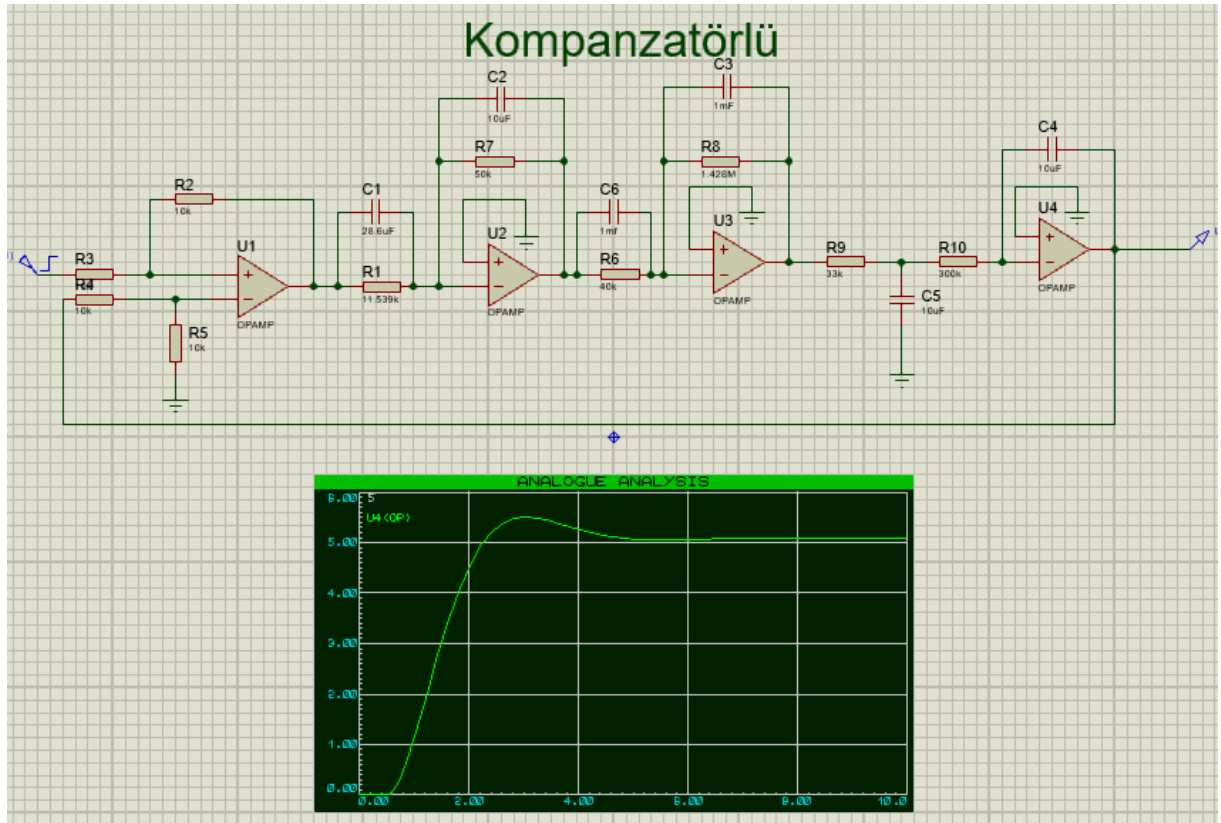 Kompanzatörlü
C3
1mF
C2
10uF
R7
50k
R8
1.428M
C4
10uF
R2
10k
C1
28.6uF
C6
1mf
U1
U2
U3
U4
R3
R4
10k
R1
11.539k
R6
40k
R9
33k
R10
300k
OPAMP
OPAMP
OPAMP
OPAMP
R5
10k
C5
10uF
ANALOGUE ANALYSIS
6.00
5
U4(OP)
5.00
4.00
3.00
2.00
1.00
0.00
0.00 2.00 4.00 6.00 8.00 10.0